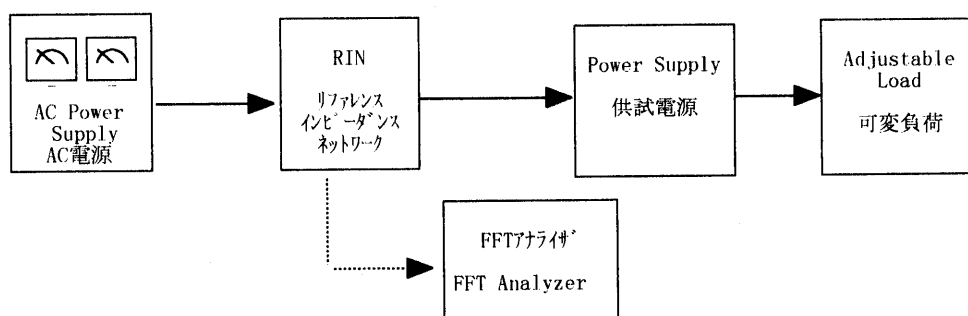 AC Power
Supply
AC電源
RIN
リファレンス
インピーダンス
ネットワーク
Power Supply
供試電源
Adjustable
Load
可変負荷
FFTアナライザ
FFT Analyzer